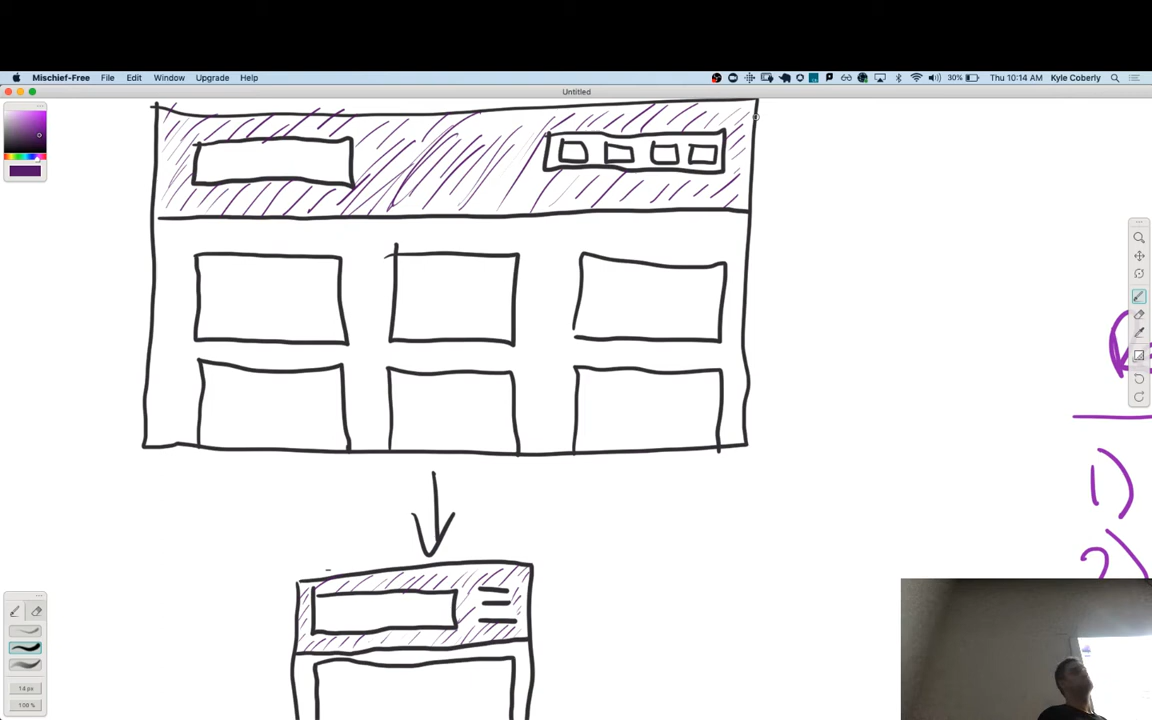 Mischief-Free File Edit Window Upgrade Help 30% Thu 10:14 AM Kyle Coberly
Untitled
1)
2)
14 px
100 %